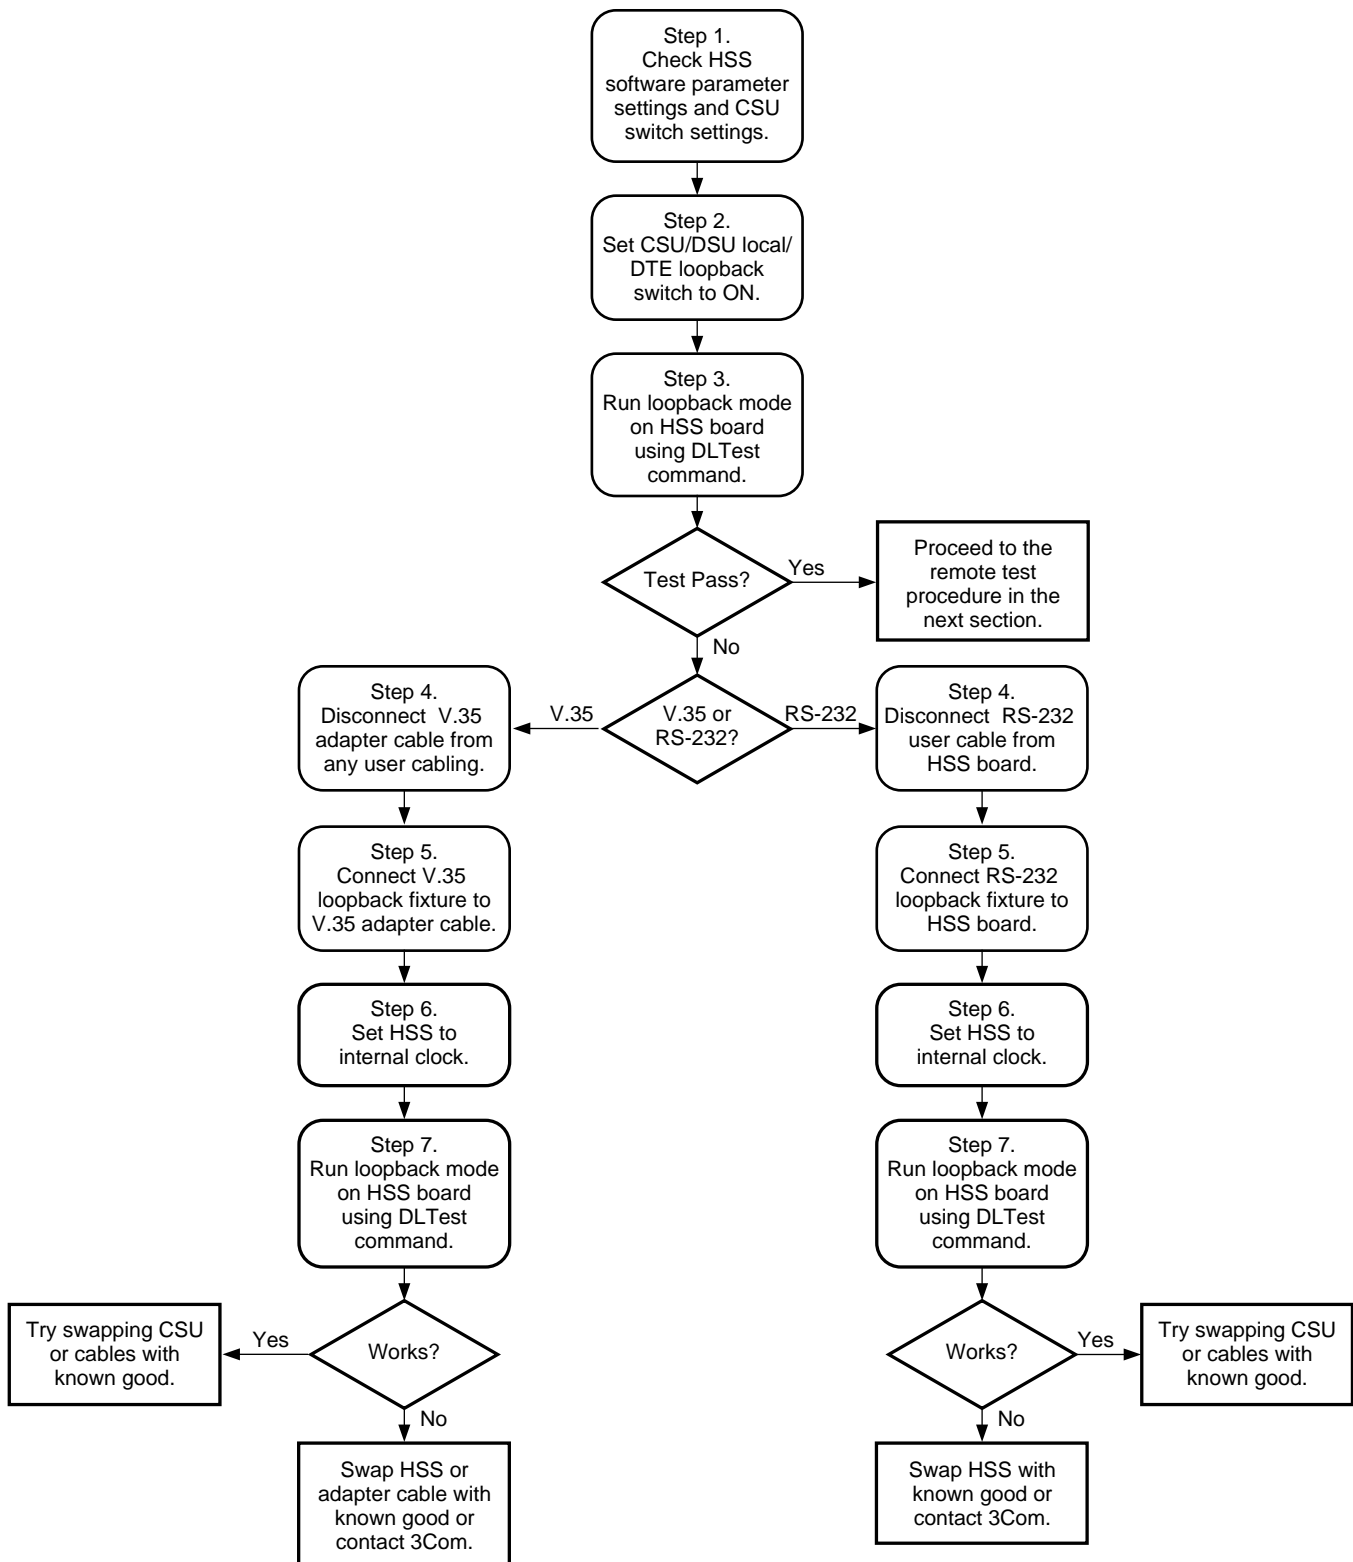 Step 1.
Check HSS
software parameter
settings and CSU
switch settings.
Step 2.
Set CSU/DSU local/
DTE loopback
switch to ON.
Step 3.
Run loopback mode
on HSS board
using DLTest
command.
Test Pass?
Yes
Proceed to the
remote test
procedure in the
next section.
No
V.35 or
RS-232?
V.35
RS-232
Step 4.
Disconnect V.35
adapter cable from
any user cabling.
Step 5.
Connect V.35
loopback fixture to
V.35 adapter cable.
Step 6.
Set HSS to
internal clock.
Step 7.
Run loopback mode
on HSS board
using DLTest
command.
Works?
Yes
Try swapping CSU
or cables with
known good.
No
Swap HSS or
adapter cable with
known good or
contact 3Com.
Step 4.
Disconnect RS-232
user cable from
HSS board.
Step 5.
Connect RS-232
loopback fixture to
HSS board.
Step 6.
Set HSS to
internal clock.
Step 7.
Run loopback mode
on HSS board
using DLTest
command.
Works?
Yes
Try swapping CSU
or cables with
known good.
No
Swap HSS with
known good or
contact 3Com.